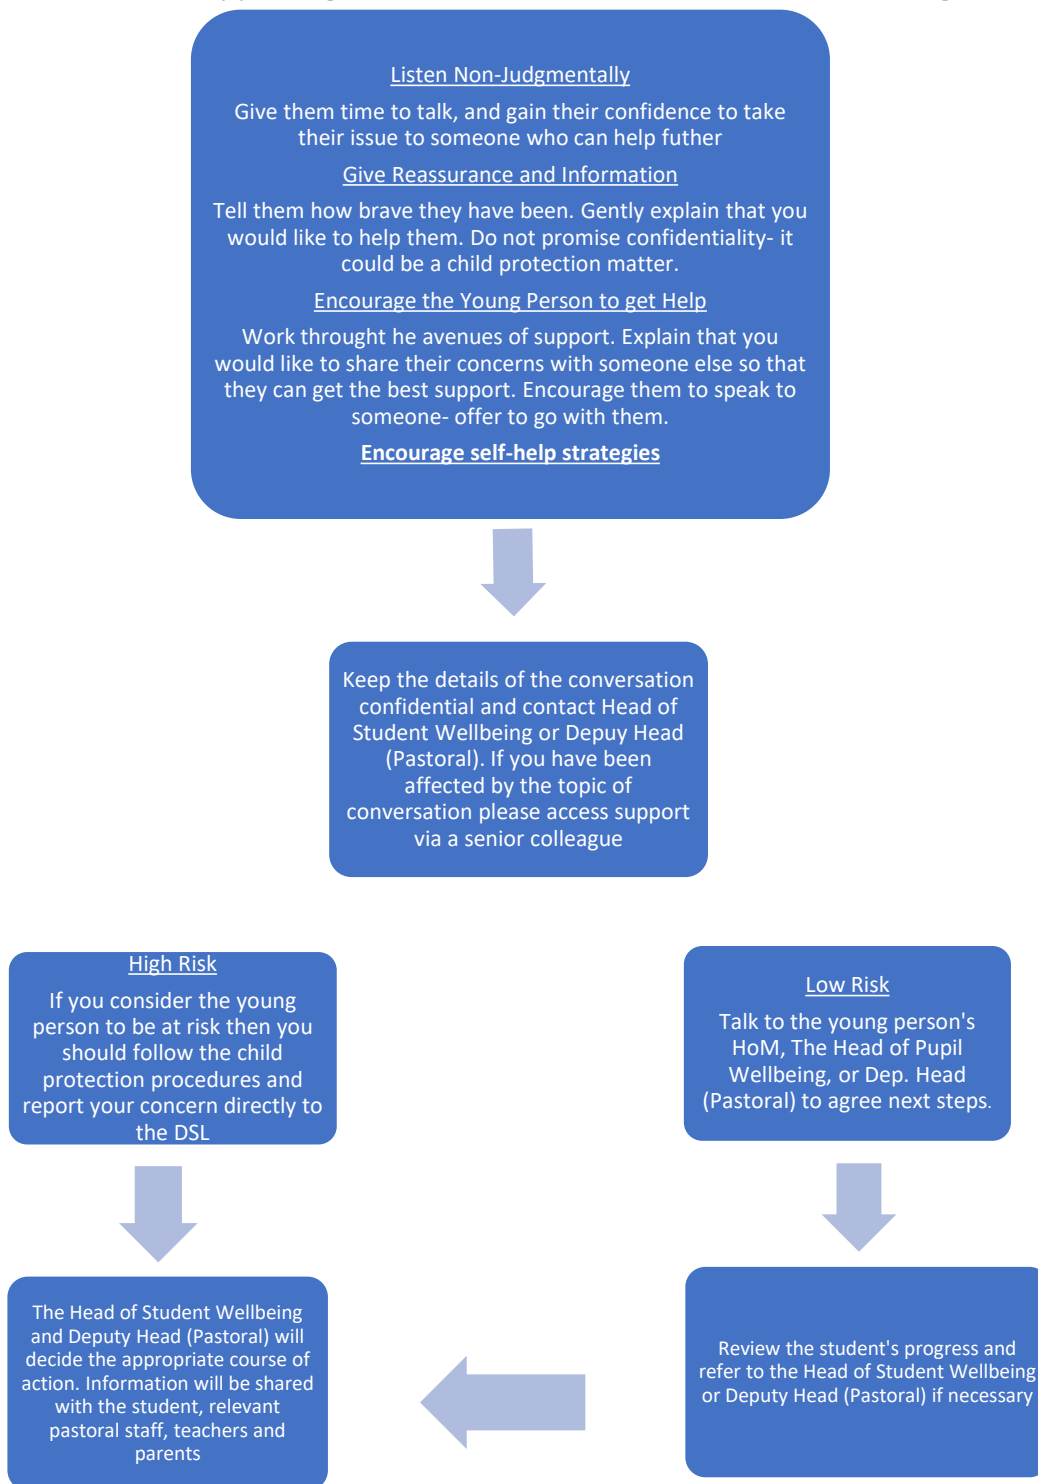 Listen Non-Judgmentally
Give them time to talk, and gain their confidence to take
their issue to someone who can help futher
Give Reassurance and Information
Tell them how brave they have been. Gently explain that you
would like to help them. Do not promise confidentiality- it
could be a child protection matter.
Encourage the Young Person to get Help
Work throught he avenues of support. Explain that you
would like to share their concerns with someone else so that
they can get the best support. Encourage them to speak to
someone- offer to go with them.
Encourage self-help strategies
Keep the details of the conversation
confidential and contact Head of
Student Wellbeing or Depuy Head
(Pastoral). If you have been
affected by the topic of
conversation please access support
via a senior colleague
High Risk
If you consider the young
person to be at risk then you
should follow the child
protection procedures and
report your concern directly to
the DSL
Low Risk
Talk to the young person's
HoM, The Head of Pupil
Wellbeing, or Dep. Head
(Pastoral) to agree next steps.
The Head of Student Wellbeing
and Deputy Head (Pastoral) will
decide the appropriate course of
action. Information will be shared
with the student, relevant
pastoral staff, teachers and
parents
Review the student's progress and
refer to the Head of Student Wellbeing
or Deputy Head (Pastoral) if necessary